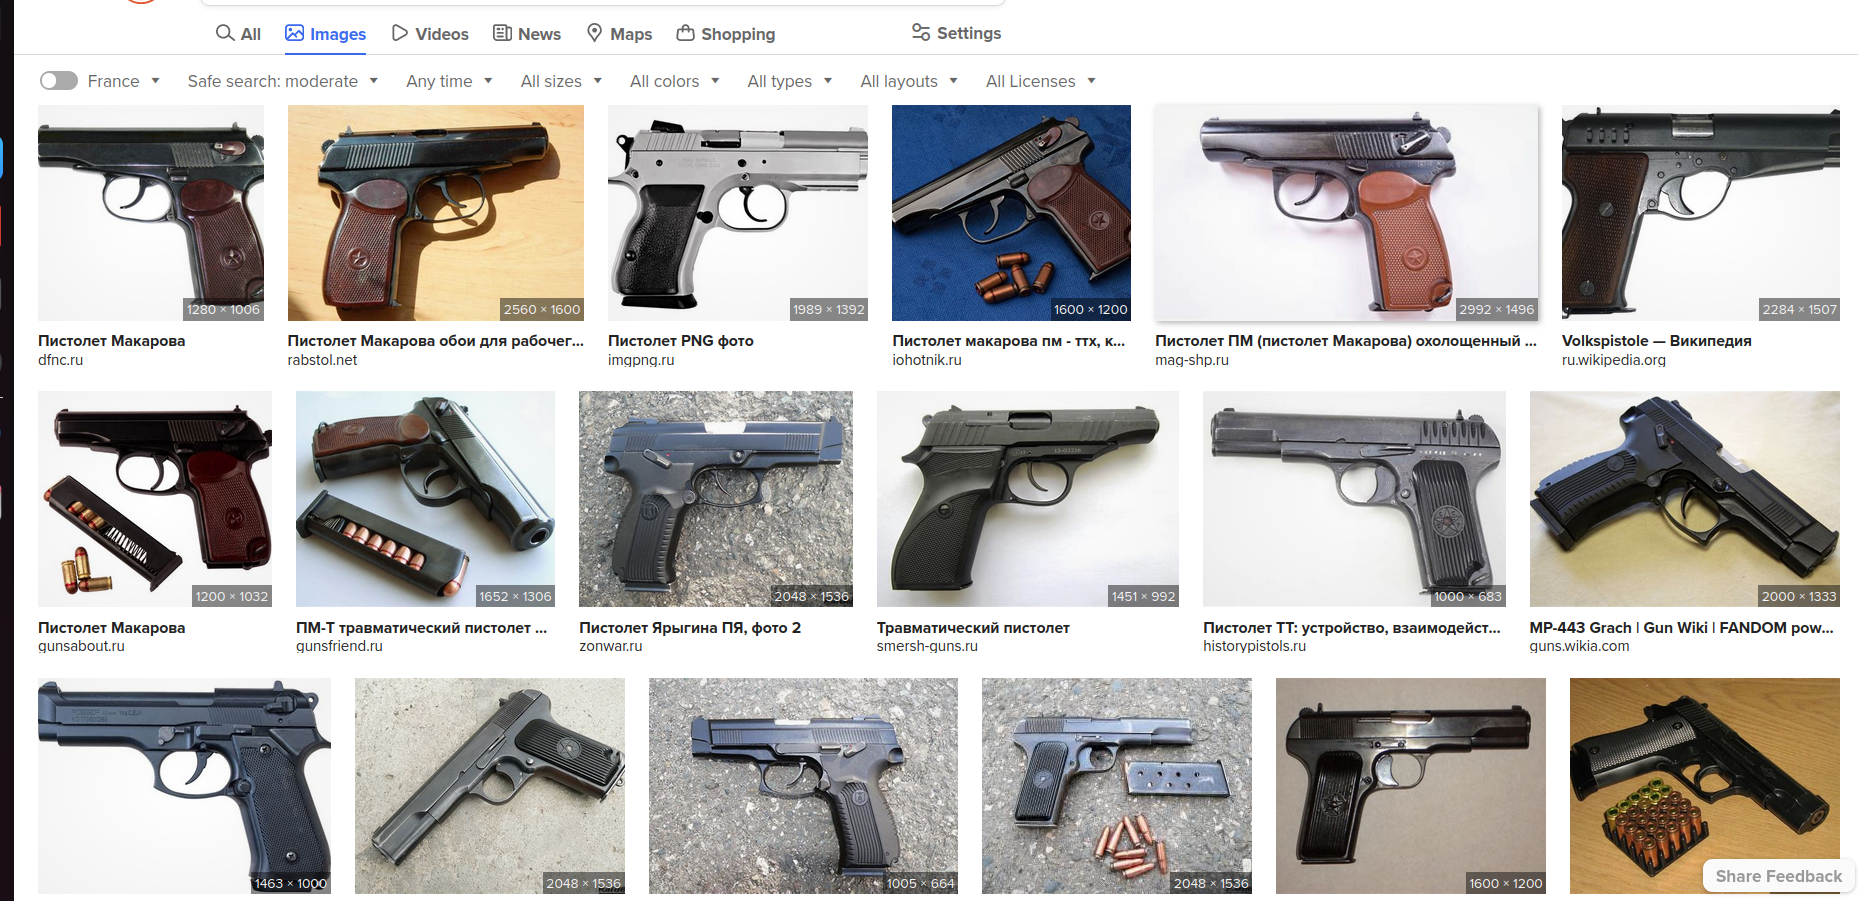 All
Images
Videos
News
Maps
Shopping
Settings
France
Safe search: moderate
Any time
All sizes
All colors
All types
All layouts
All Licenses
1280 × 1006
2560 × 1600
1989 × 1392
1600 × 1200
2992 × 1496
2284 × 1507
Пистолет Макарова
dfnc.ru
Пистолет Макарова обои для рабочег...
rabstol.net
Пистолет PNG фото
imgpng.ru
Пистолет макарова пм - ттх, к...
iohotnik.ru
Пистолет ПМ (пистолет Макарова) охолощенный ...
mag-shp.ru
Volkspistole — Википедия
ru.wikipedia.org
1200 × 1032
1652 × 1306
2048 × 1536
1451 × 992
1000 × 683
2000 × 1333
Пистолет Макарова
gunsabout.ru
ПМ-Т травматический пистолет ...
gunsfriend.ru
Пистолет Ярыгина ПЯ, фото 2
zonwar.ru
Травматический пистолет
smersh-guns.ru
Пистолет ТТ: устройство, взаимодейст...
historypistols.ru
MP-443 Grach | Gun Wiki | FANDOM pow...
guns.wikia.com
1463 × 1000
2048 × 1536
1005 × 664
2048 × 1536
1600 × 1200
Share Feedback